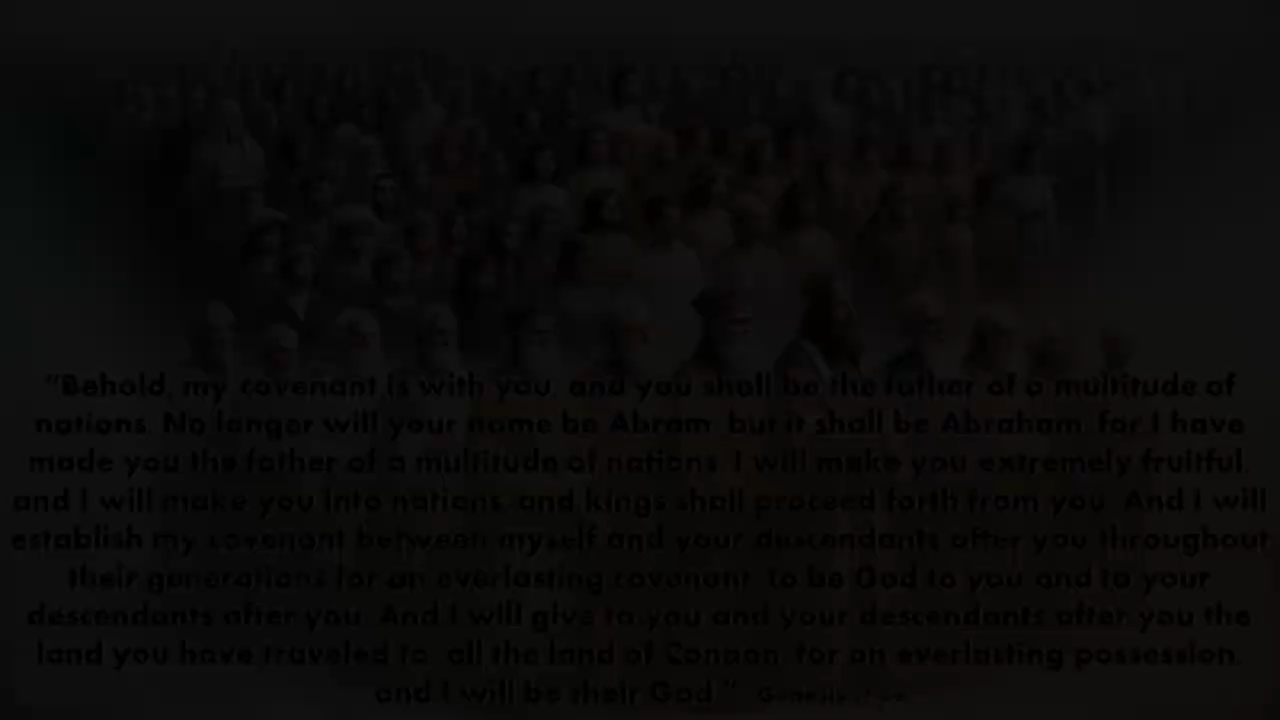 "Behold, my covenant is with you, and you shall be the father of a multitude of
nations. No longer will your name be Abram, but it shall be Abraham, for I have
made you the father of a multitude of nations. I will make you extremely fruitful,
and I will make you into nations, and kings shall proceed forth from you. And I will
establish my covenant between myself and your descendants after you throughout
their generations for an everlasting covenant, to be God to you and to your
descendants after you. And I will give to you and your descendants after you the
land you have traveled to, all the land of Canaan, for an everlasting possession,
and I will be their God." Genesis